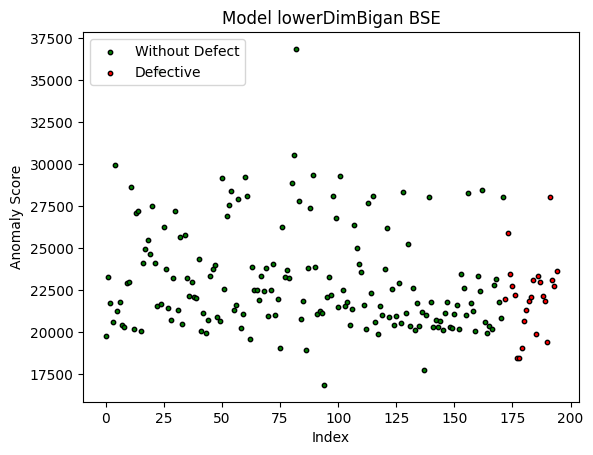 Model lowerDimBigan BSE
Without Defect
Defective
37500
35000
32500
30000
27500
25000
22500
20000
17500
Anomaly Score
0 25 50 75 100 125 150 175 200
Index